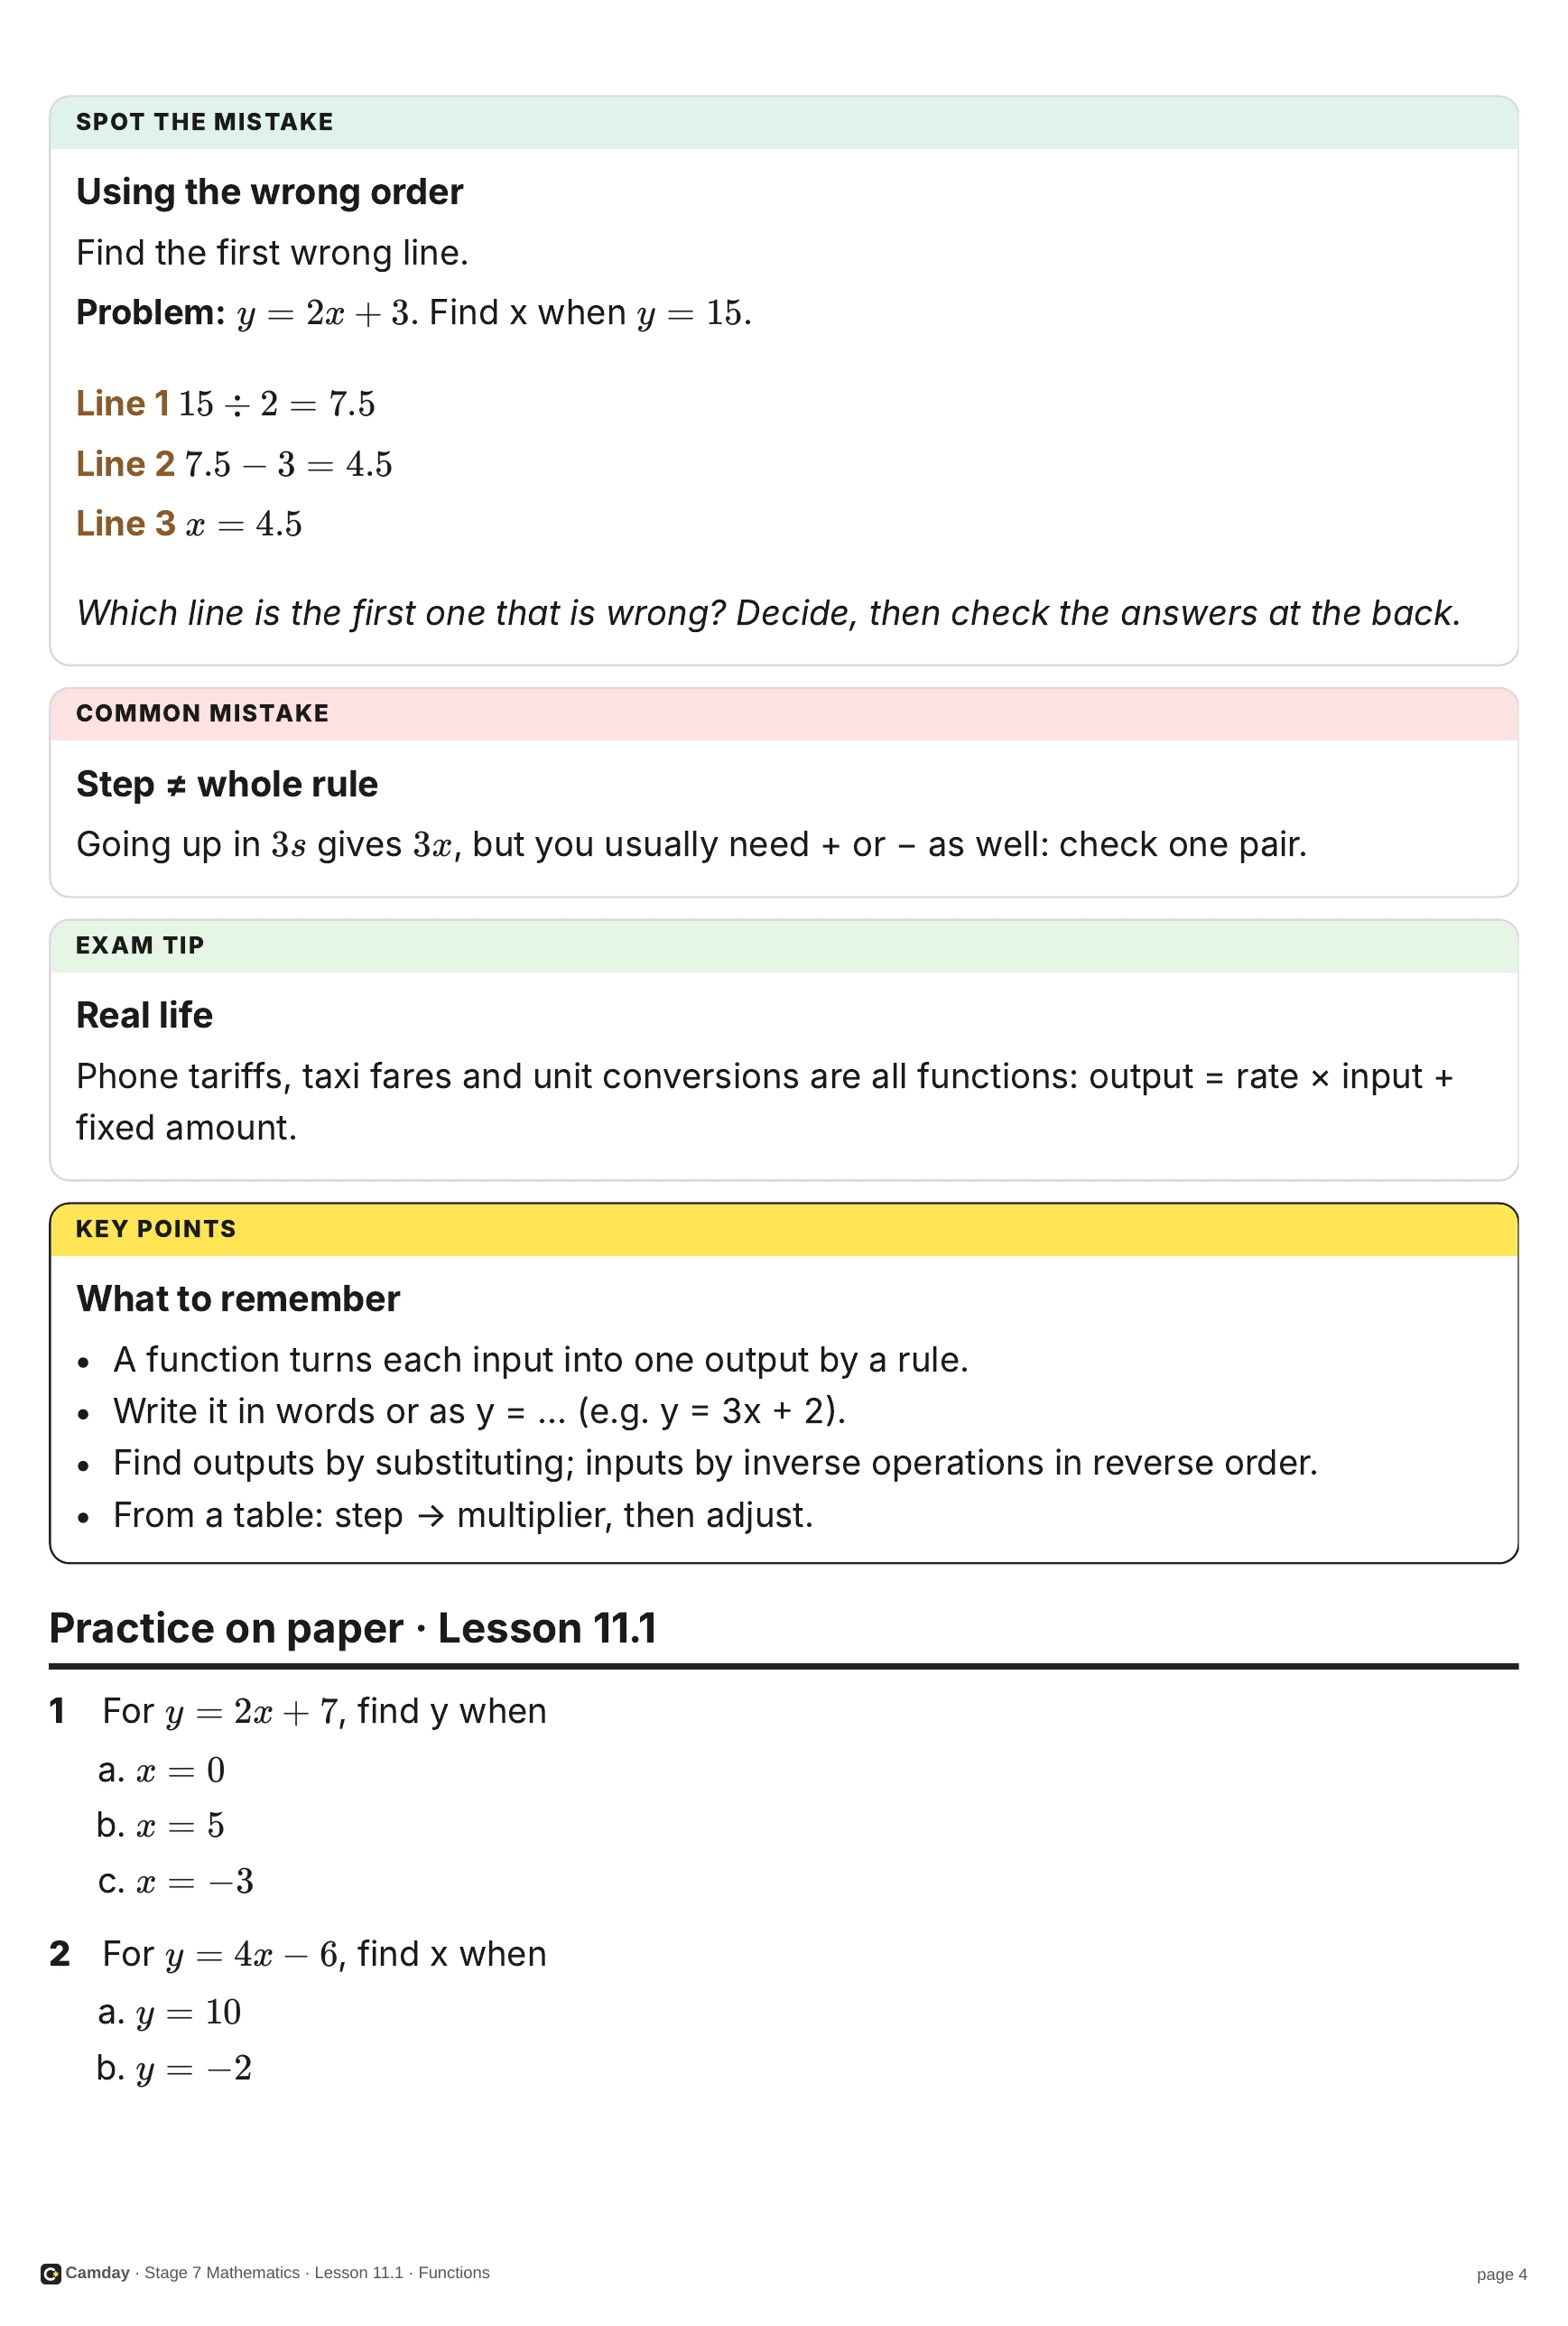 SPOT THE MISTAKE
Using the wrong order
Find the first wrong line.
Problem: y = 2x + 3. Find x when y = 15.
Line 1 15 ÷ 2 = 7.5
Line 2 7.5 − 3 = 4.5
Line 3 x = 4.5
Which line is the first one that is wrong? Decide, then check the answers at the back.
COMMON MISTAKE
Step ≠ whole rule
Going up in 3s gives 3x, but you usually need + or − as well: check one pair.
EXAM TIP
Real life
Phone tariffs, taxi fares and unit conversions are all functions: output = rate × input +
fixed amount.
KEY POINTS
What to remember
• A function turns each input into one output by a rule.
• Write it in words or as y = … (e.g. y = 3x + 2).
• Find outputs by substituting; inputs by inverse operations in reverse order.
• From a table: step → multiplier, then adjust.
Practice on paper · Lesson 11.1
1 For y = 2x + 7, find y when
a. x = 0
b. x = 5
c. x = −3
2 For y = 4x − 6, find x when
a. y = 10
b. y = −2
Camday · Stage 7 Mathematics · Lesson 11.1 · Functions
page 4